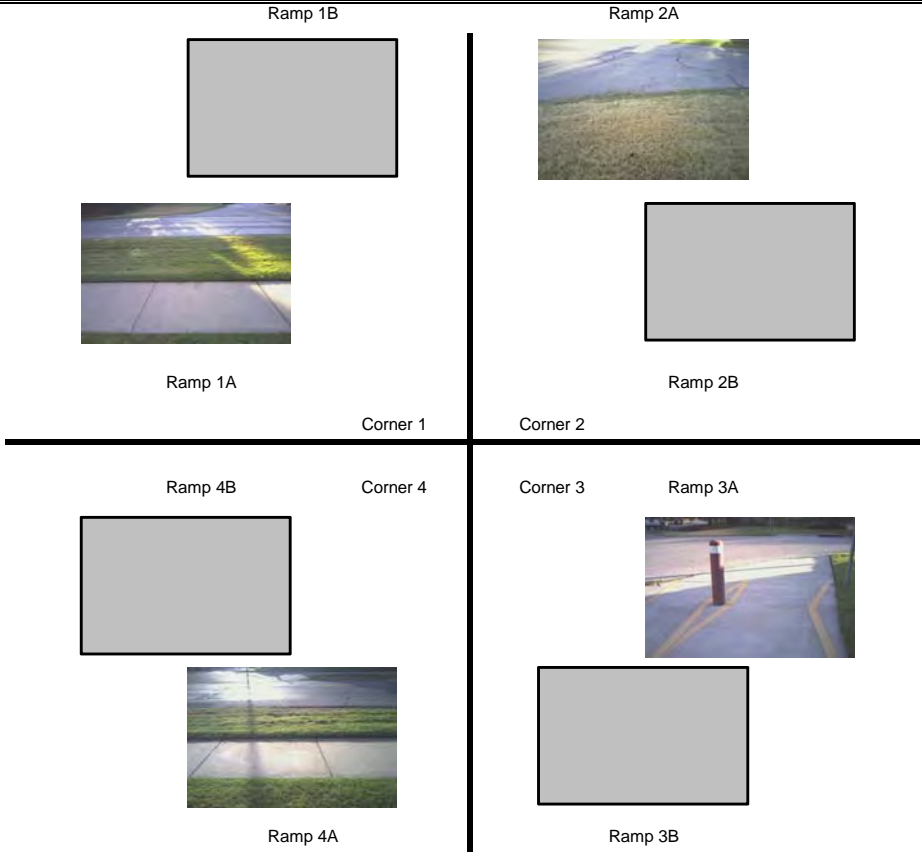 Ramp 1B
Ramp 2A
Ramp 1A
Ramp 2B
Corner 1
Corner 2
Ramp 4B
Corner 4
Corner 3
Ramp 3A
Ramp 4A
Ramp 3B